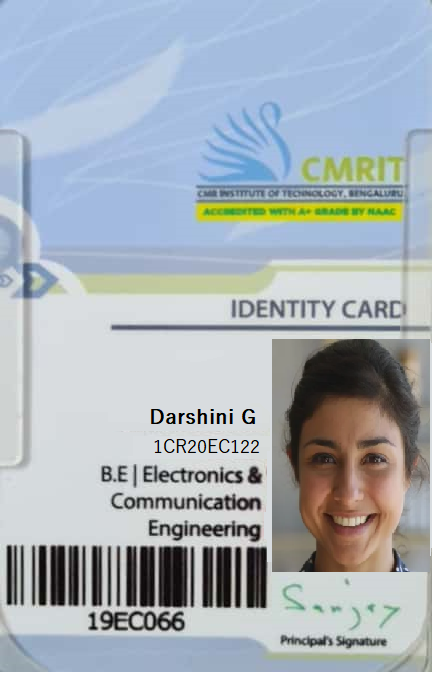 CMRIT
CMR INSTITUTE OF TECHNOLOGY, BENGALURU
ACCREDITED WITH A+ GRADE BY NAAC
IDENTITY CARD
Darshini G
1CR20EC122
B.E | Electronics &
Communication
Engineering
19EC066
Sanjay
Principal's Signature